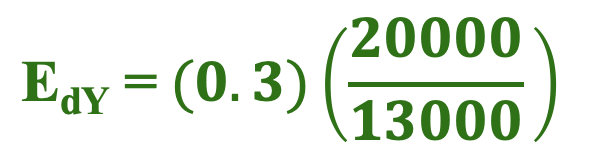 E_dY = (0.3) (20000/13000)